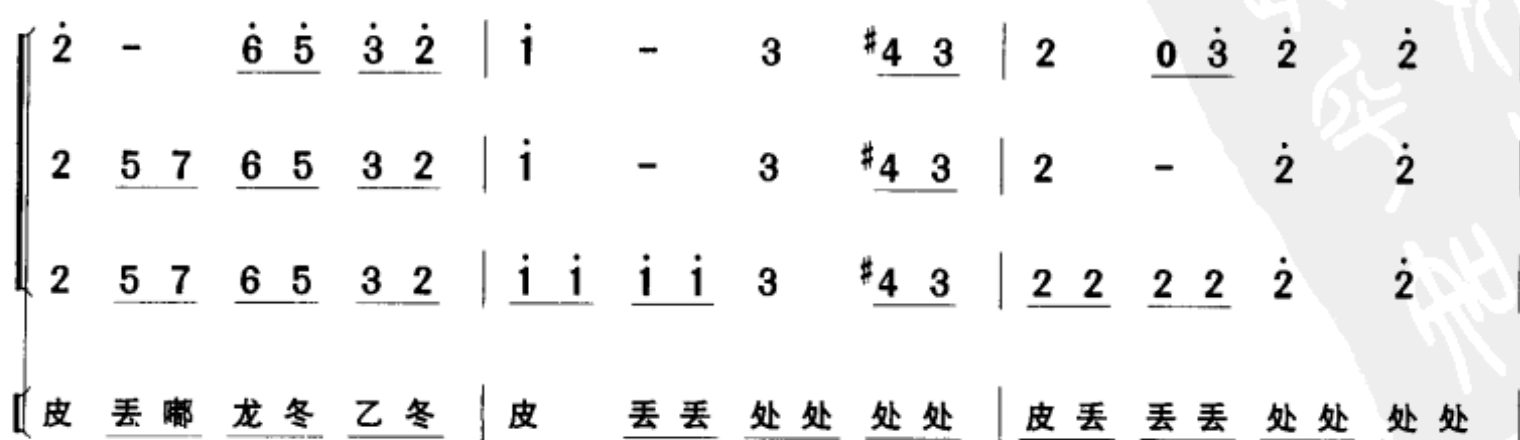 2̇ - 6̇ 5̇ 3̇ 2̇ | 1̇ - 3 #4 3 | 2 0 3̇ 2̇ 2̇
2 5 7 6 5 3 2 | 1̇ - 3 #4 3 | 2 - 2̇ 2̇
2 5 7 6 5 3 2 | 1̇ 1̇ 1̇ 1̇ 3 #4 3 | 2 2 2 2 2̇ 2̇
皮 丢 嘟 龙 冬 乙 冬 | 皮 丢 丢 处 处 处 处 | 皮 丢 丢 丢 处 处 处 处